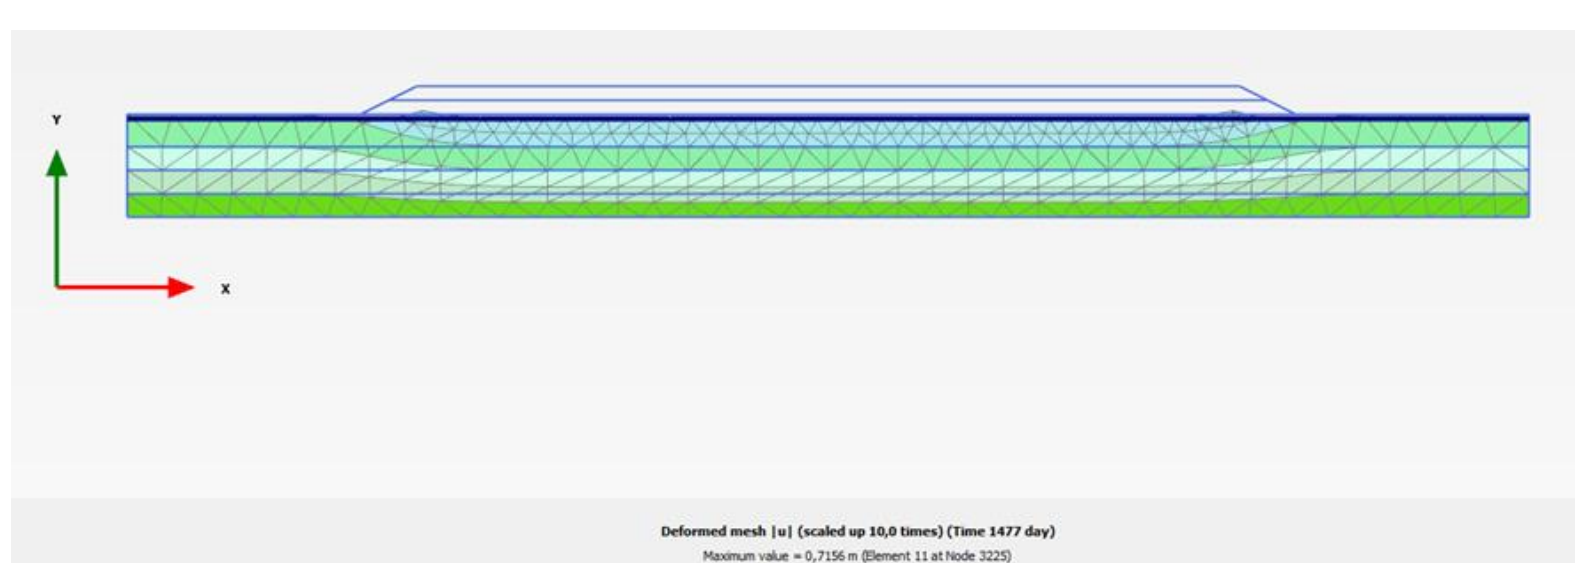 Y
X
Deformed mesh |u| (scaled up 10,0 times) (Time 1477 day)
Maximum value = 0,7156 m (Element 11 at Node 3225)